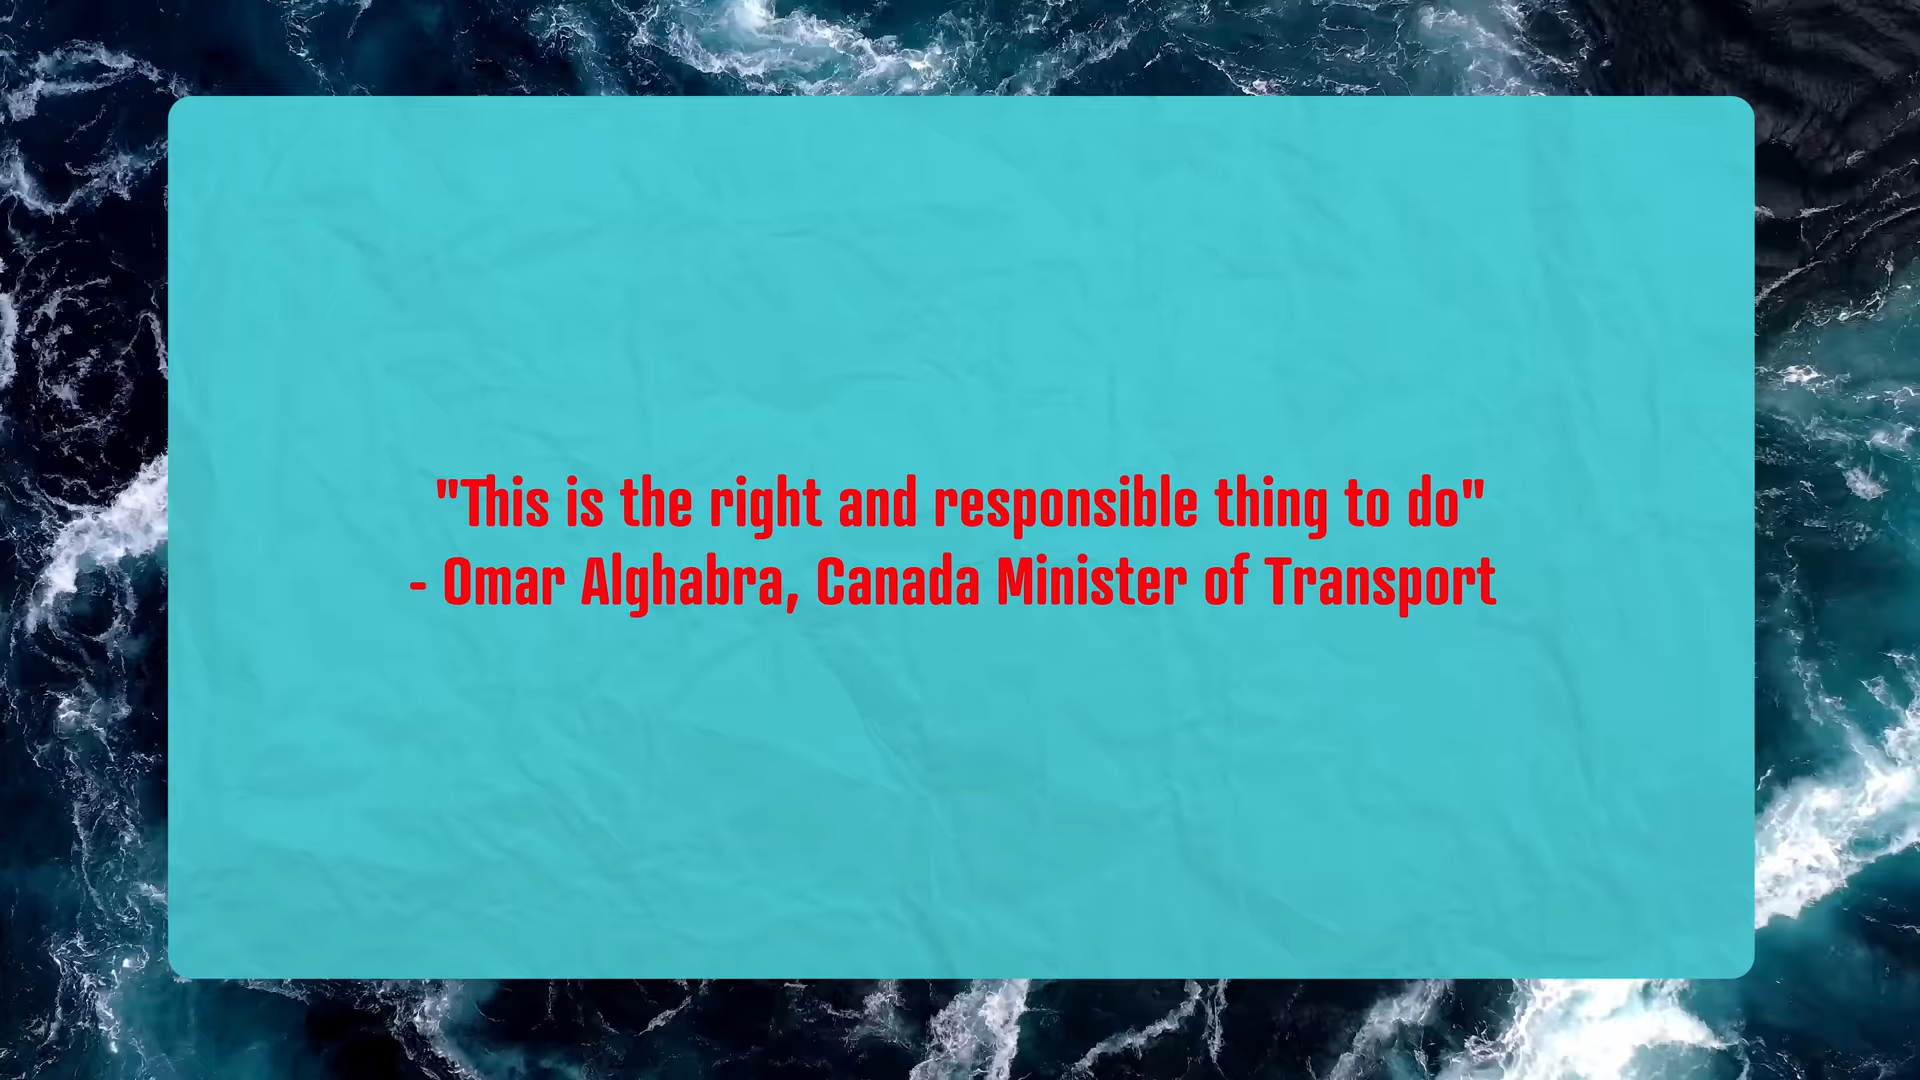 "This is the right and responsible thing to do"
- Omar Alghabra, Canada Minister of Transport